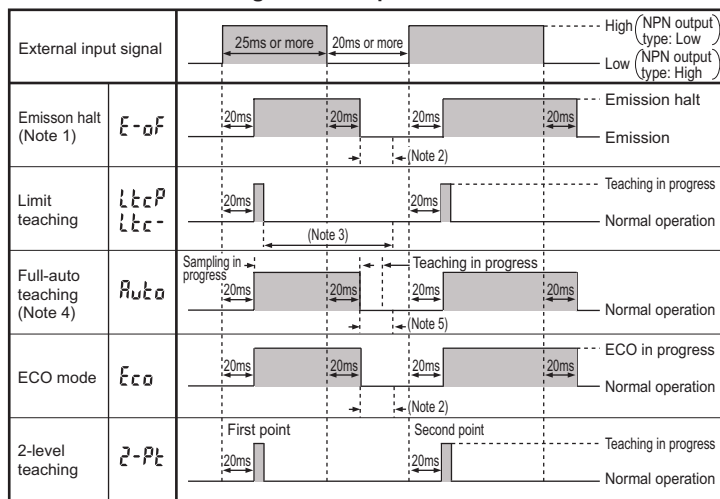 External input signal
25ms or more
20ms or more
High (NPN output type: Low)
Low (NPN output type: High)
Emisson halt
(Note 1)
E-oF
20ms
20ms
20ms
20ms
Emission halt
Emission
(Note 2)
Limit
teaching
LtcP
Ltc-
20ms
20ms
Teaching in progress
Normal operation
(Note 3)
Full-auto
teaching
(Note 4)
Auto
Sampling in
progress
Teaching in progress
20ms
20ms
20ms
20ms
Normal operation
(Note 5)
ECO mode
Eco
20ms
20ms
20ms
20ms
ECO in progress
Normal operation
(Note 2)
2-level
teaching
2-Pt
First point
Second point
20ms
20ms
Teaching in progress
Normal operation